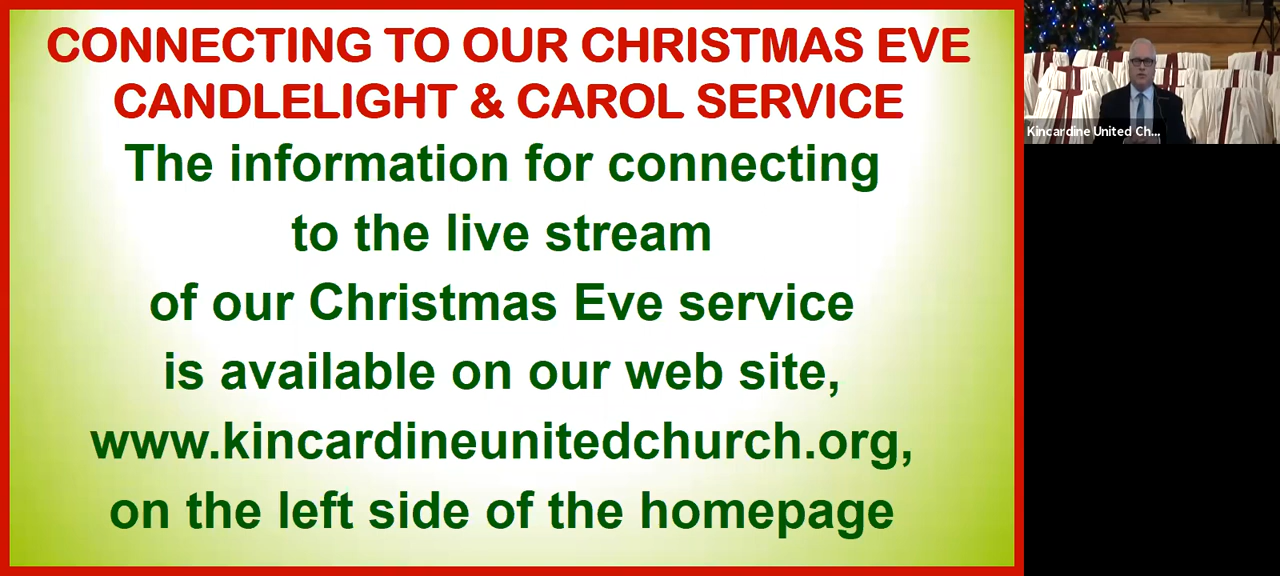 CONNECTING TO OUR CHRISTMAS EVE
CANDLELIGHT & CAROL SERVICE
The information for connecting
to the live stream
of our Christmas Eve service
is available on our web site,
www.kincardineunitedchurch.org,
on the left side of the homepage
Kincardine United Ch...